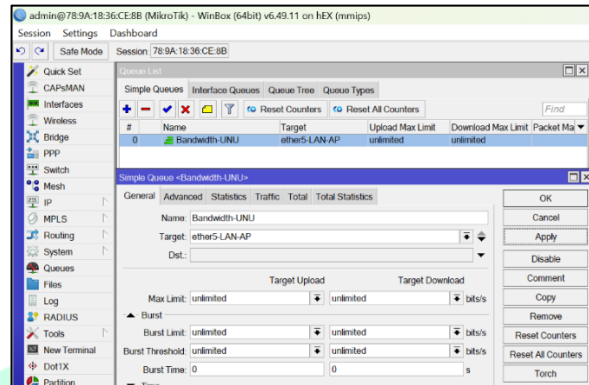 admin@78:9A:18:36:CE:8B (MikroTik) - WinBox (64bit) v6.49.11 on hEX (mmips)
Session Settings Dashboard
Safe Mode Session: 78:9A:18:36:CE:8B
Quick Set
CAPsMAN
Interfaces
Wireless
Bridge
PPP
Switch
Mesh
IP
MPLS
Routing
System
Queues
Files
Log
RADIUS
Tools
New Terminal
Dot1X
Partition
Queue List
Simple Queues Interface Queues Queue Tree Queue Types
Reset Counters Reset All Counters Find
# Name Target Upload Max Limit Download Max Limit Packet Ma
0 Bandwidth-UNU ether5-LAN-AP unlimited unlimited
Simple Queue <Bandwidth-UNU>
General Advanced Statistics Traffic Total Total Statistics
Name: Bandwidth-UNU
Target: ether5-LAN-AP
Dst.:
Target Upload Target Download
Max Limit: unlimited unlimited bits/s
Burst
Burst Limit: unlimited unlimited bits/s
Burst Threshold: unlimited unlimited bits/s
Burst Time: 0 0 s
Time
OK
Cancel
Apply
Disable
Comment
Copy
Remove
Reset Counters
Reset All Counters
Torch